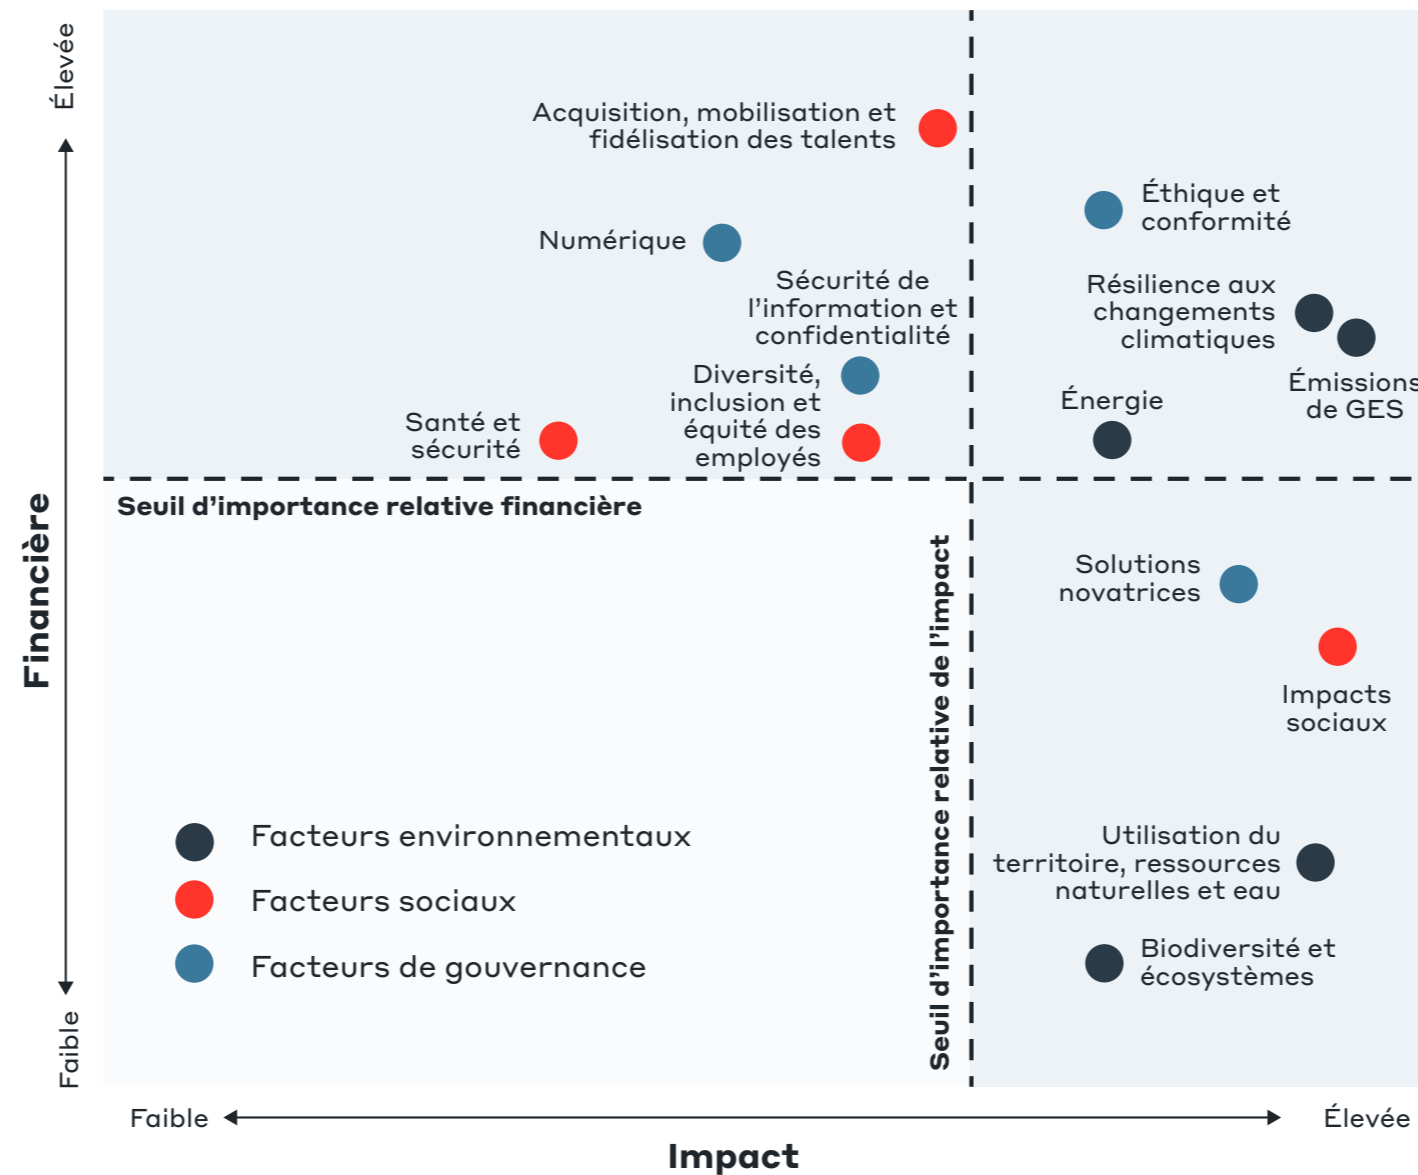 Élevée
Acquisition, mobilisation et
fidélisation des talents
Éthique et
conformité
Numérique
Sécurité de
l’information et
confidentialité
Résilience aux
changements
climatiques
Émissions
de GES
Diversité,
inclusion et
équité des
employés
Énergie
Santé et
sécurité
Seuil d’importance relative financière
Financière
Seuil d’importance relative de l’impact
Solutions
novatrices
Impacts
sociaux
Facteurs environnementaux
Facteurs sociaux
Facteurs de gouvernance
Utilisation du
territoire, ressources
naturelles et eau
Biodiversité et
écosystèmes
Faible
Faible
Élevée
Impact